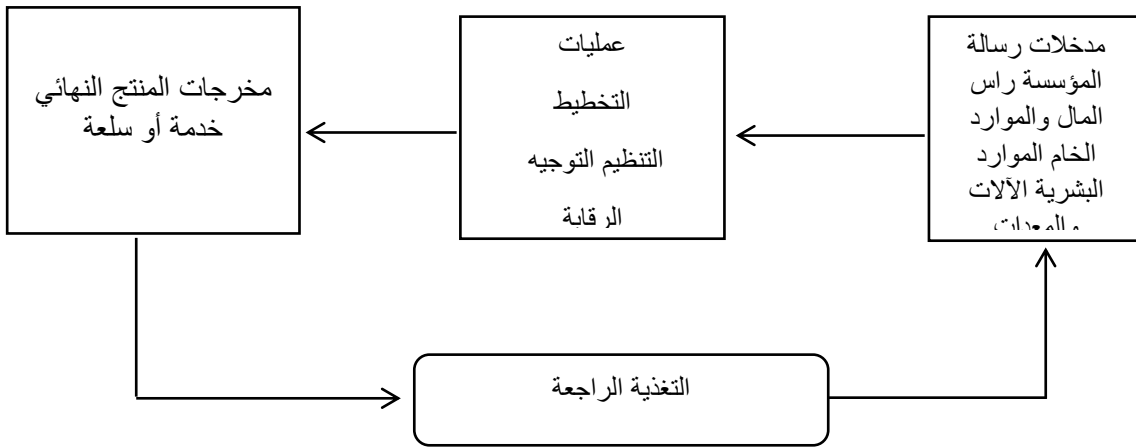 مدخلات رسالة
المؤسسة راس
المال والموارد
الخام الموارد
البشرية الآلات
والمعدات
عمليات
التخطيط
التنظيم التوجيه
الرقابة
مخرجات المنتج النهائي
خدمة أو سلعة
التغذية الراجعة